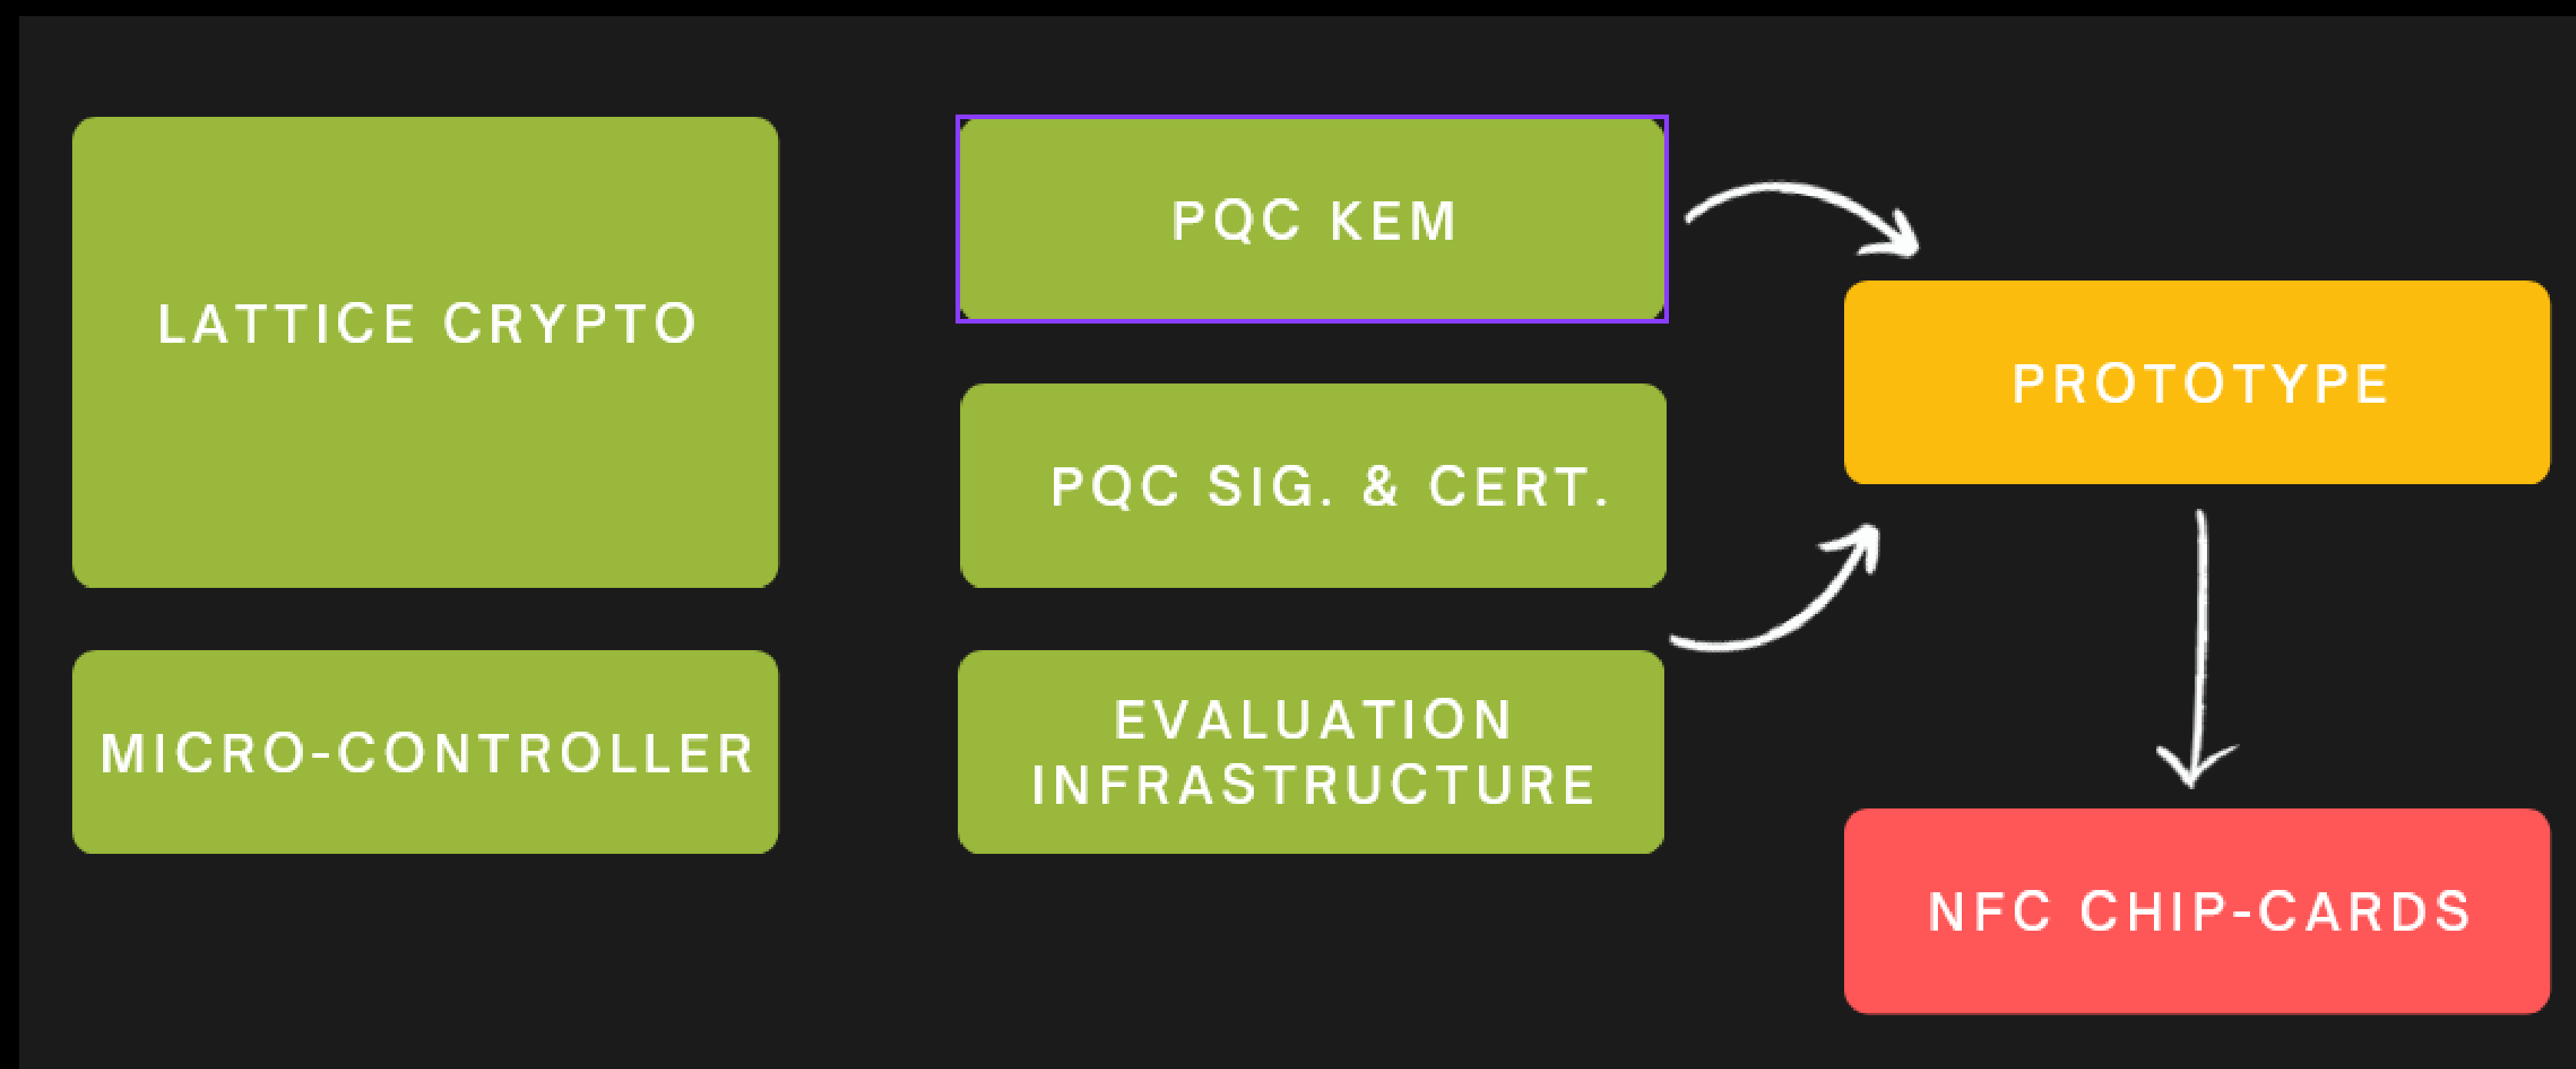 LATTICE CRYPTO
MICRO-CONTROLLER
PQC KEM
PQC SIG. & CERT.
EVALUATION
INFRASTRUCTURE
PROTOTYPE
NFC CHIP-CARDS